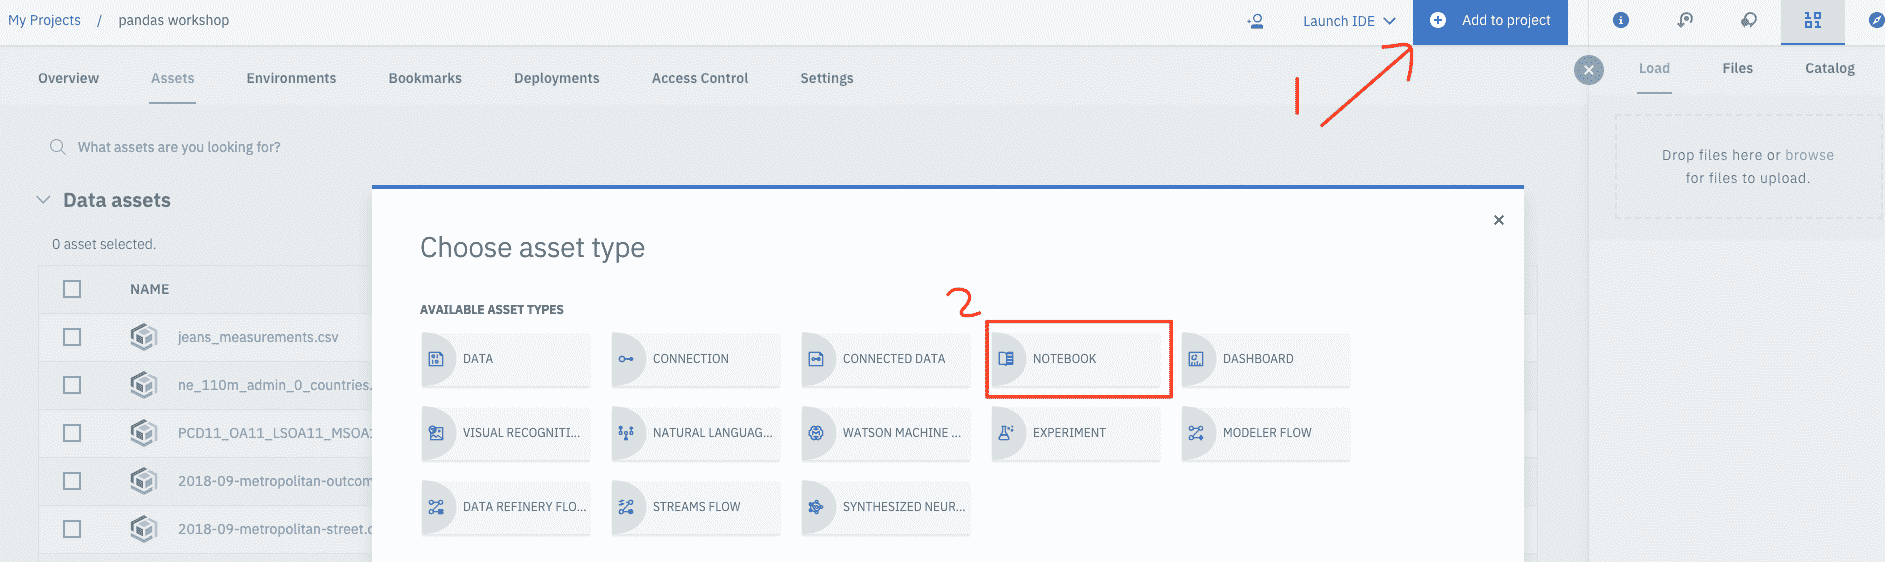 My Projects / pandas workshop
Launch IDE
Add to project
Overview Assets Environments Bookmarks Deployments Access Control Settings
Load Files Catalog
1
What assets are you looking for?
Drop files here or browse
for files to upload.
Data assets
0 asset selected.
NAME
jeans_measurements.csv
ne_110m_admin_0_countries.
PCD11_OA11_LSOA11_MSOA1
2018-09-metropolitan-outcom
2018-09-metropolitan-street.c
Choose asset type
AVAILABLE ASSET TYPES
2
DATA CONNECTION CONNECTED DATA NOTEBOOK DASHBOARD
VISUAL RECOGNITI... NATURAL LANGUAG... WATSON MACHINE ... EXPERIMENT MODELER FLOW
DATA REFINERY FLO... STREAMS FLOW SYNTHESIZED NEUR...